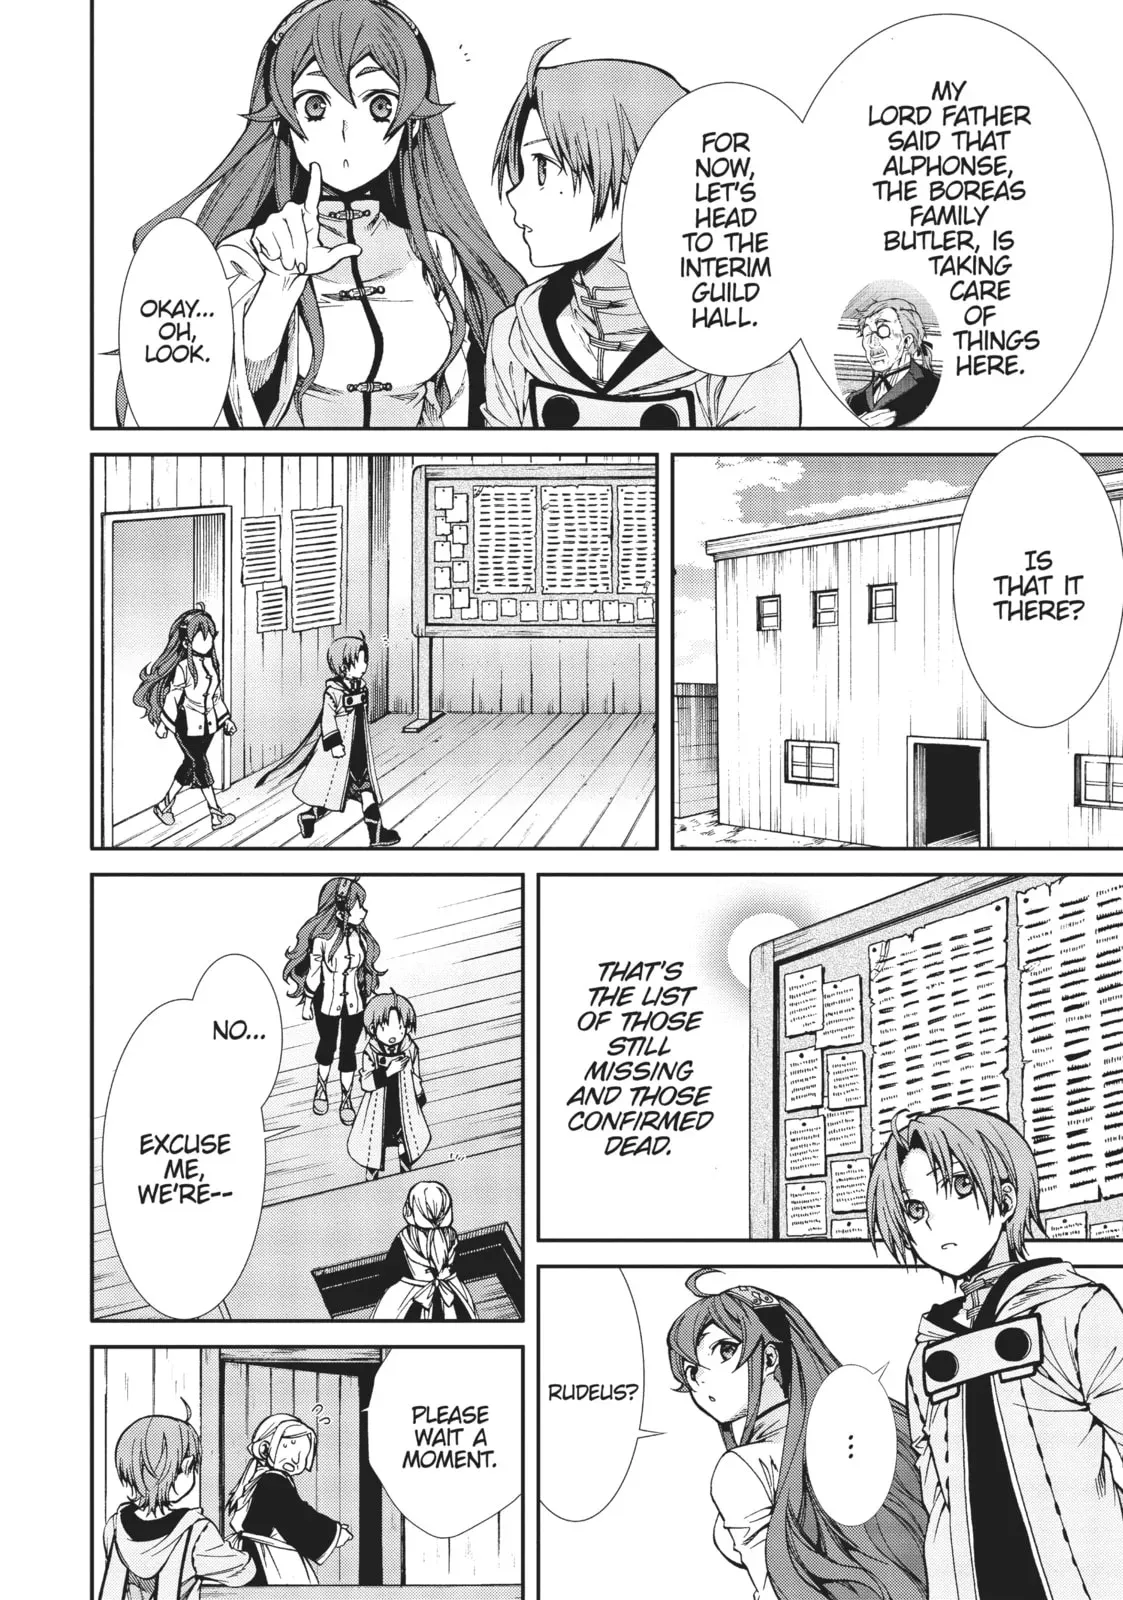 MY
LORD FATHER
SAID THAT
ALPHONSE,
THE BOREAS
FAMILY
BUTLER, IS
TAKING
CARE
OF
THINGS
HERE.
FOR
NOW,
LET'S
HEAD
TO THE
INTERIM
GUILD
HALL.
OKAY...
OH,
LOOK.
IS
THAT IT
THERE?
THAT'S
THE LIST
OF THOSE
STILL
MISSING
AND THOSE
CONFIRMED
DEAD.
...
RUDEUS?
NO...
EXCUSE
ME,
WE'RE--
PLEASE
WAIT A
MOMENT.